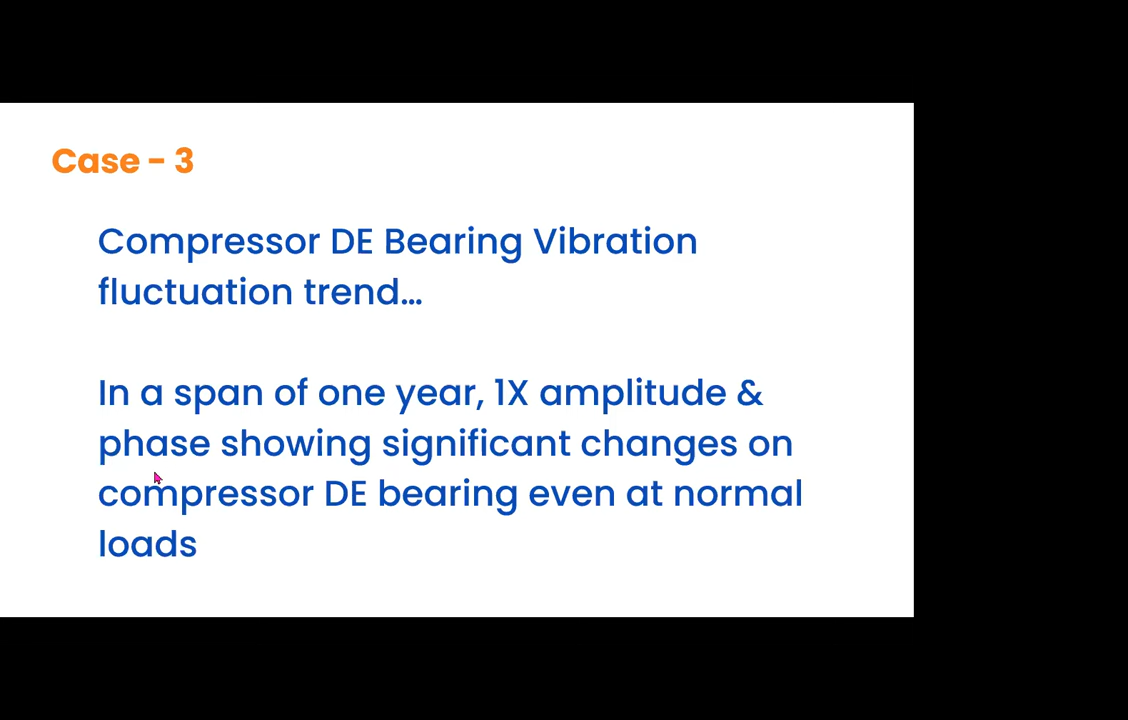 Case - 3
Compressor DE Bearing Vibration
fluctuation trend...
In a span of one year, 1X amplitude &
phase showing significant changes on
compressor DE bearing even at normal
loads